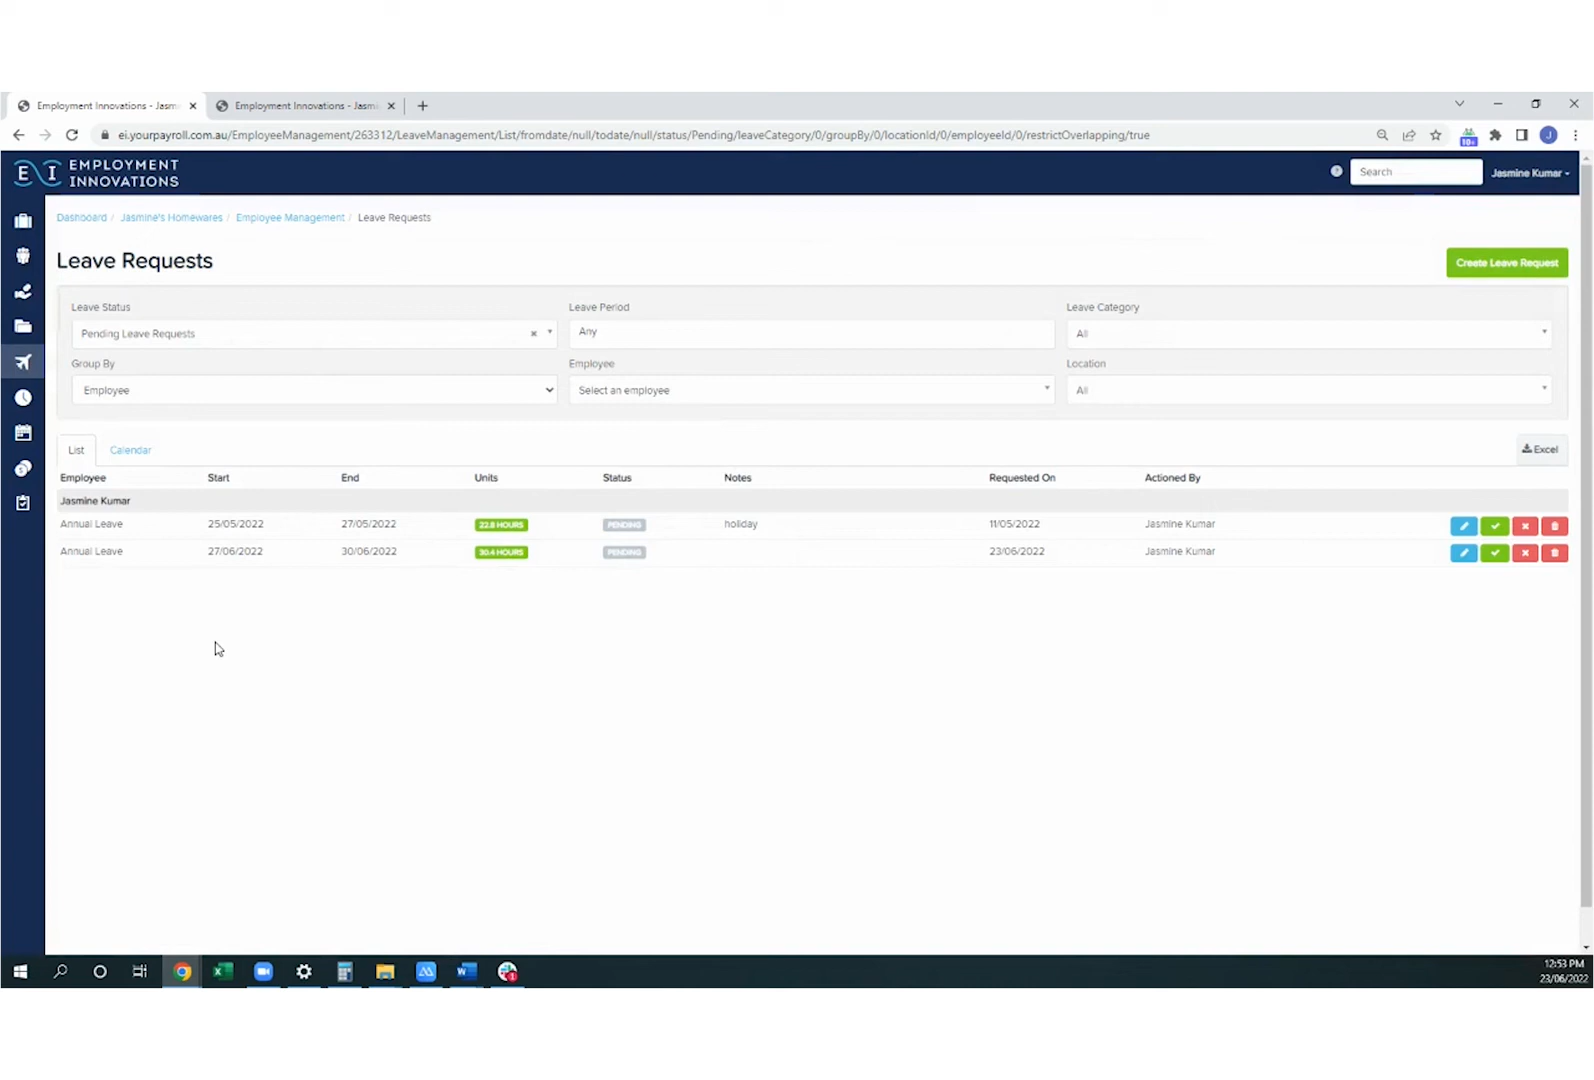 Employment Innovations - Jasmi
Employment Innovations - Jasmi
ei.yourpayroll.com.au/EmployeeManagement/263312/LeaveManagement/List/fromdate/null/todate/null/status/Pending/leaveCategory/0/groupBy/0/locationId/0/employeeId/0/restrictOverlapping/true
10+
J
EI EMPLOYMENT
INNOVATIONS
Search
Jasmine Kumar
Dashboard / Jasmine's Homewares / Employee Management / Leave Requests
Leave Requests
Create Leave Request
Leave Status
Leave Period
Leave Category
Pending Leave Requests
Any
All
Group By
Employee
Location
Employee
Select an employee
All
List
Calendar
Excel
Employee Start End Units Status Notes Requested On Actioned By
Jasmine Kumar
Annual Leave 25/05/2022 27/05/2022 22.8 HOURS PENDING holiday 11/05/2022 Jasmine Kumar
Annual Leave 27/06/2022 30/06/2022 30.4 HOURS PENDING 23/06/2022 Jasmine Kumar
12:53 PM
23/06/2022